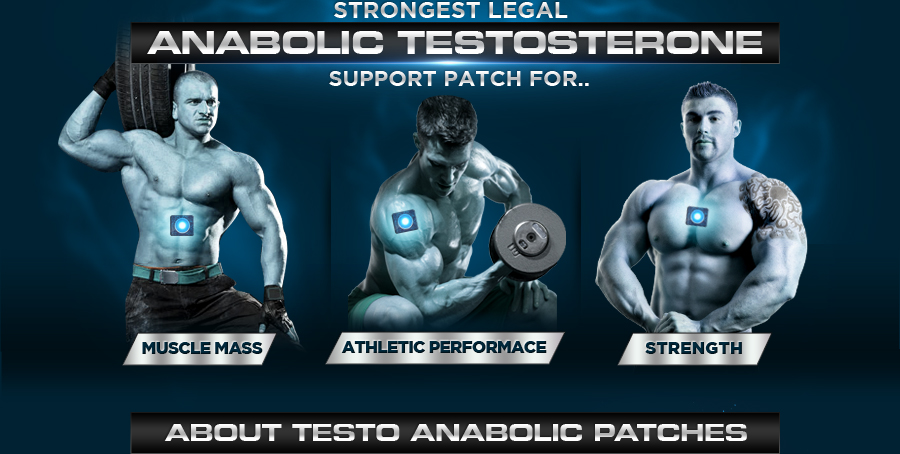 STRONGEST LEGAL
ANABOLIC TESTOSTERONE
SUPPORT PATCH FOR..
MUSCLE MASS
ATHLETIC PERFORMACE
STRENGTH
ABOUT TESTO ANABOLIC PATCHES